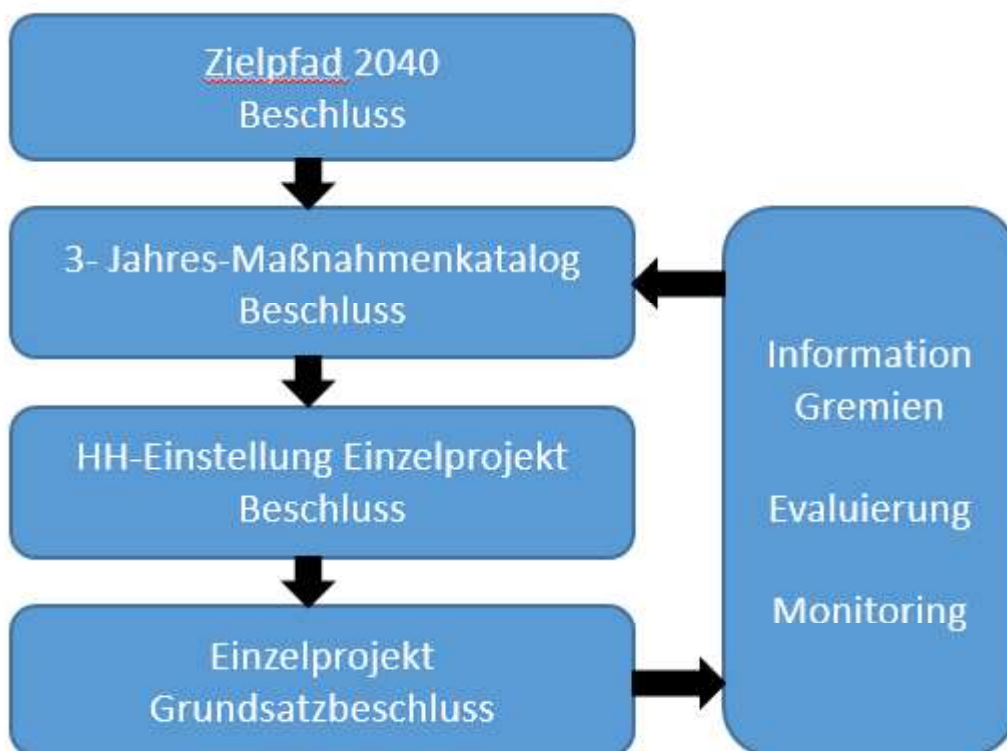 Zielpfad 2040
Beschluss
3- Jahres-Maßnahmenkatalog
Beschluss
HH-Einstellung Einzelprojekt
Beschluss
Einzelprojekt
Grundsatzbeschluss
Information
Gremien
Evaluierung
Monitoring